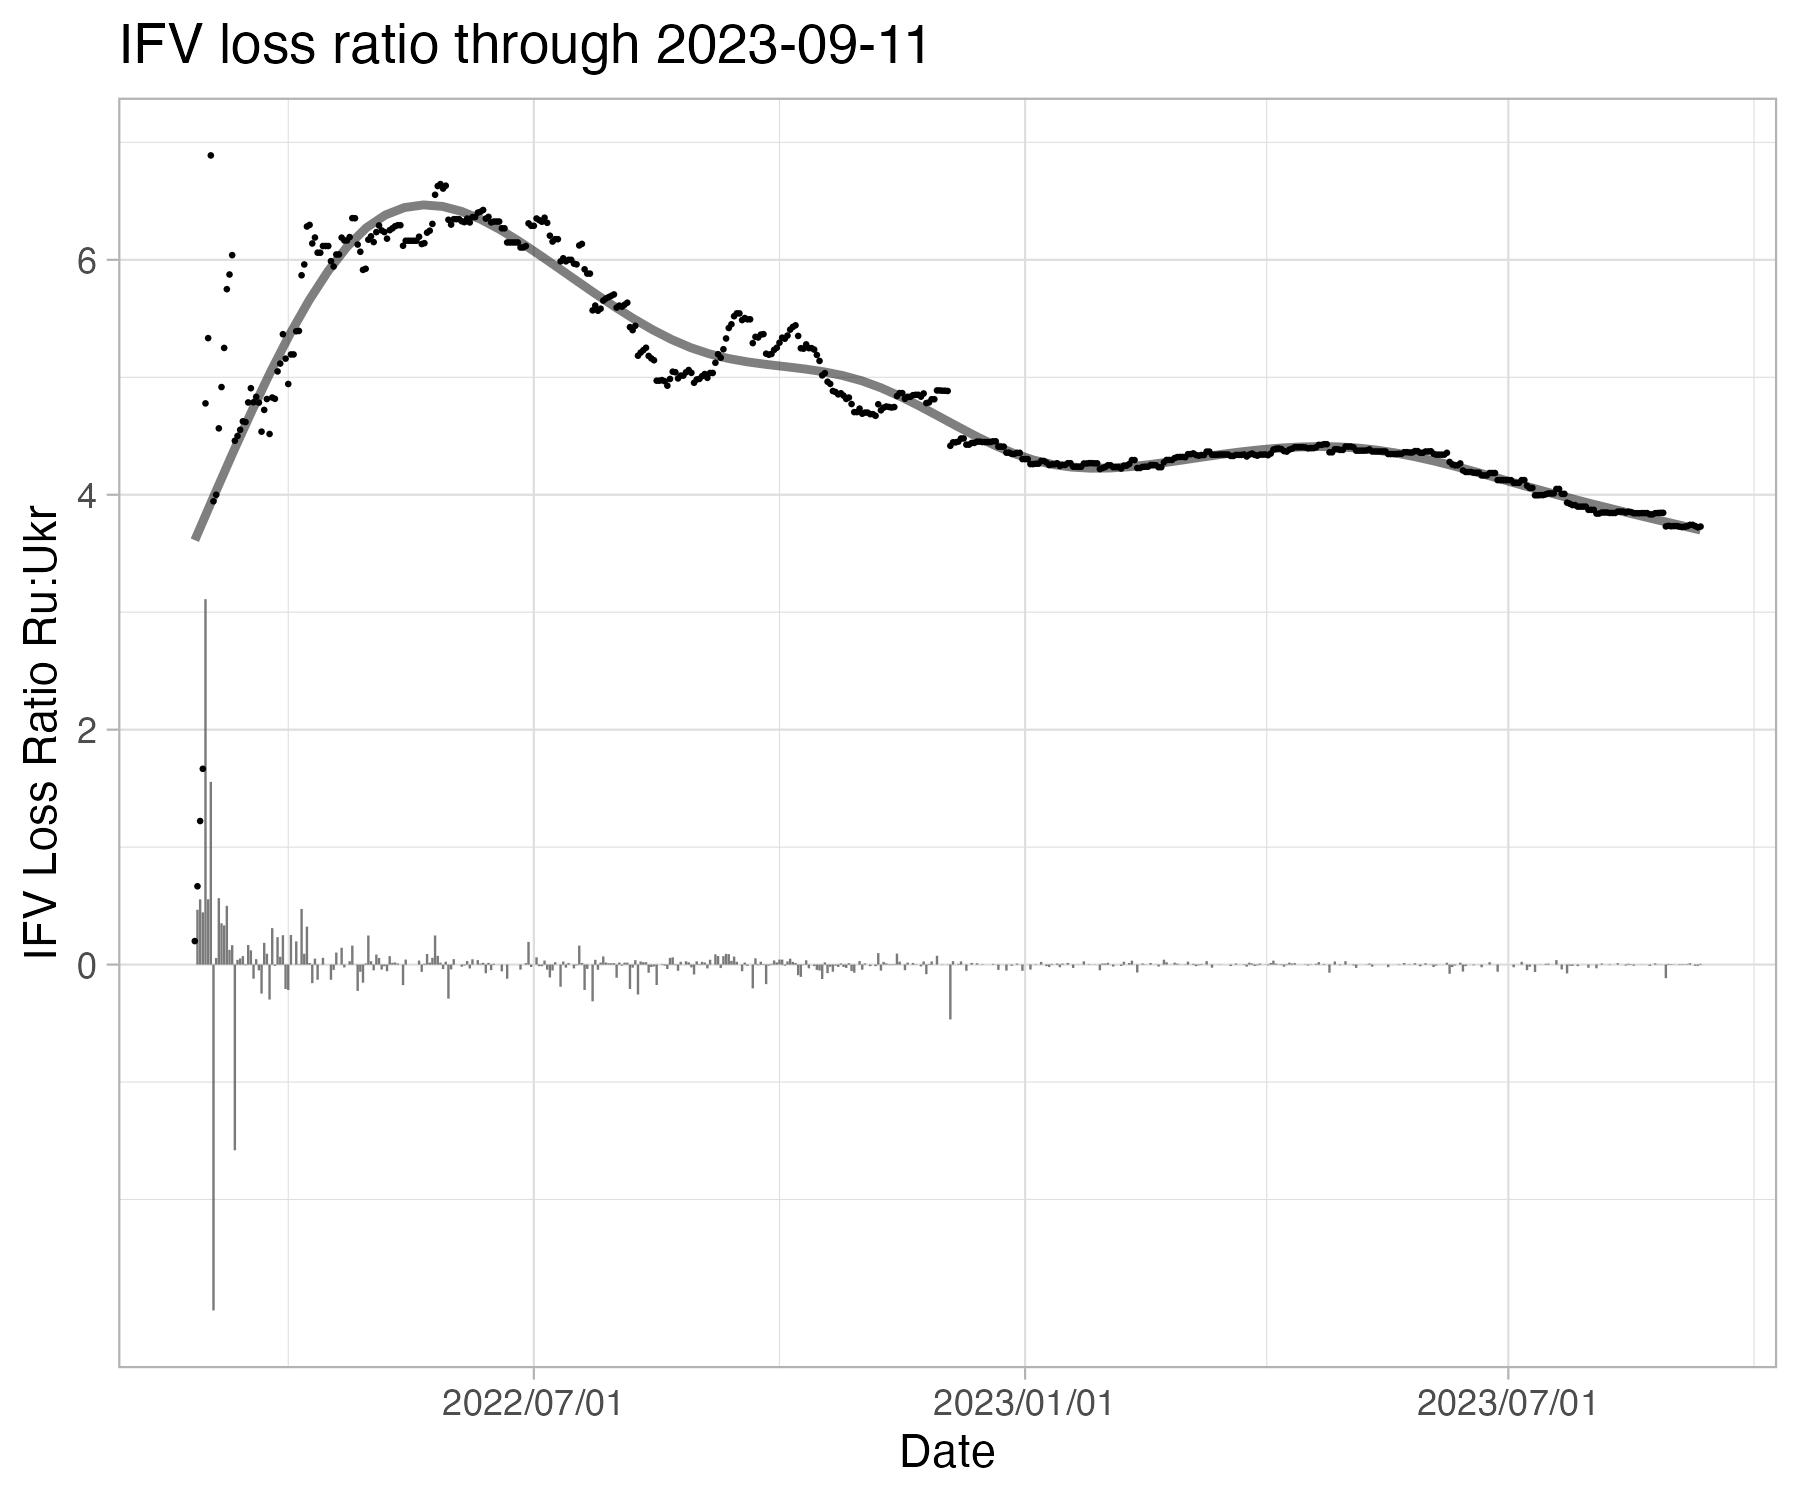 IFV loss ratio through 2023-09-11
IFV Loss Ratio Ru:Ukr
6
4
2
0
2022/07/01
2023/01/01
2023/07/01
Date